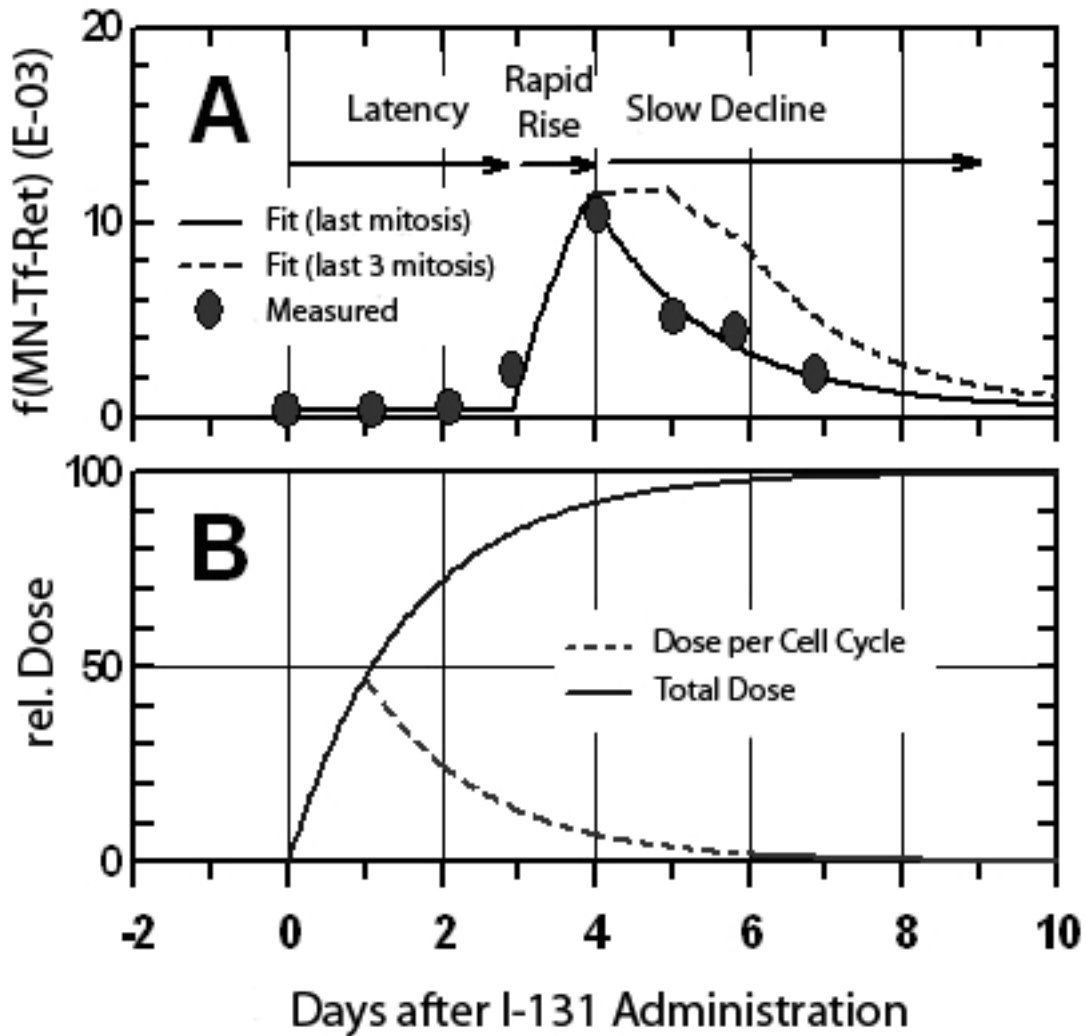 f(MN-Tf-Ret) (E-03)
20
10
0
A
Latency
Rapid
Rise
Slow Decline
Fit (last mitosis)
Fit (last 3 mitosis)
Measured
rel. Dose
100
50
0
B
Dose per Cell Cycle
Total Dose
-2 0 2 4 6 8 10
Days after I-131 Administration